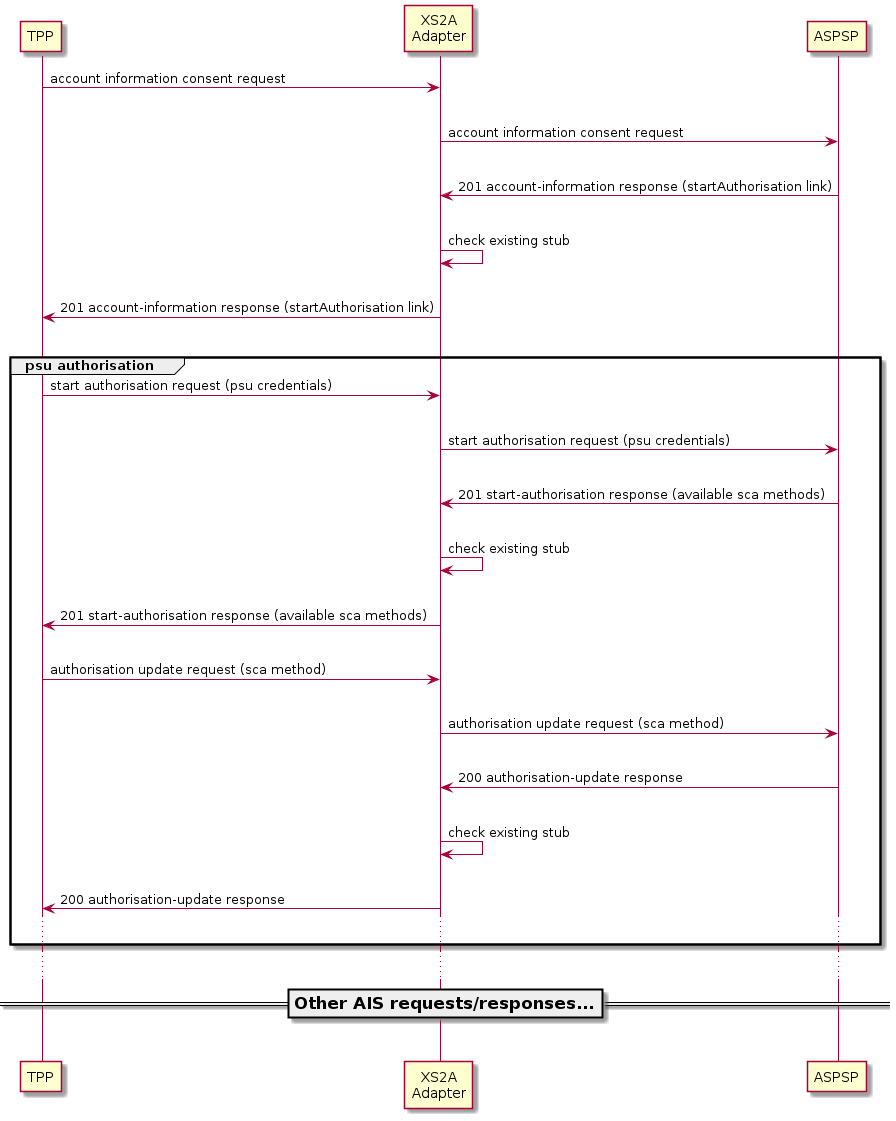 TPP
XS2A
Adapter
ASPSP
account information consent request
account information consent request
201 account-information response (startAuthorisation link)
check existing stub
201 account-information response (startAuthorisation link)
psu authorisation
start authorisation request (psu credentials)
start authorisation request (psu credentials)
201 start-authorisation response (available sca methods)
check existing stub
201 start-authorisation response (available sca methods)
authorisation update request (sca method)
authorisation update request (sca method)
200 authorisation-update response
check existing stub
200 authorisation-update response
Other AIS requests/responses...
TPP
XS2A
Adapter
ASPSP